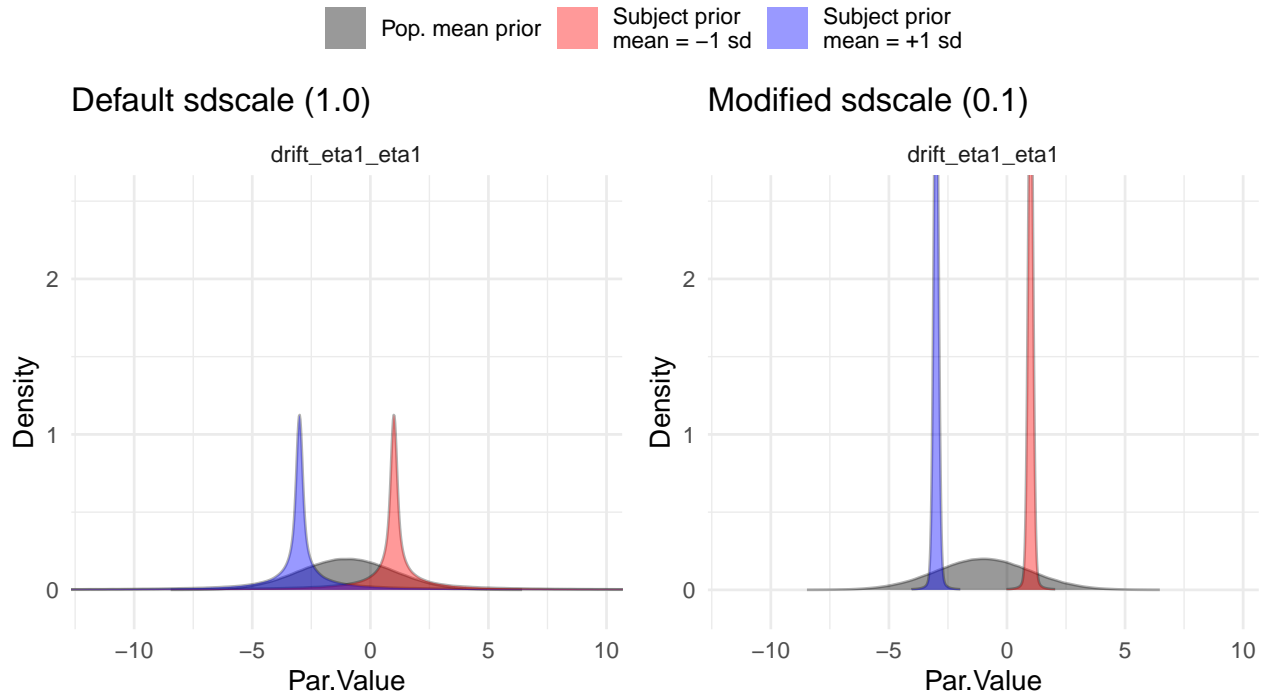 Pop. mean prior
Subject prior
mean = −1 sd
Subject prior
mean = +1 sd
Default sdscale (1.0)
drift_eta1_eta1
2
1
0
Density
−10
−5
0
5
10
Par.Value
Modified sdscale (0.1)
drift_eta1_eta1
2
1
0
Density
−10
−5
0
5
10
Par.Value